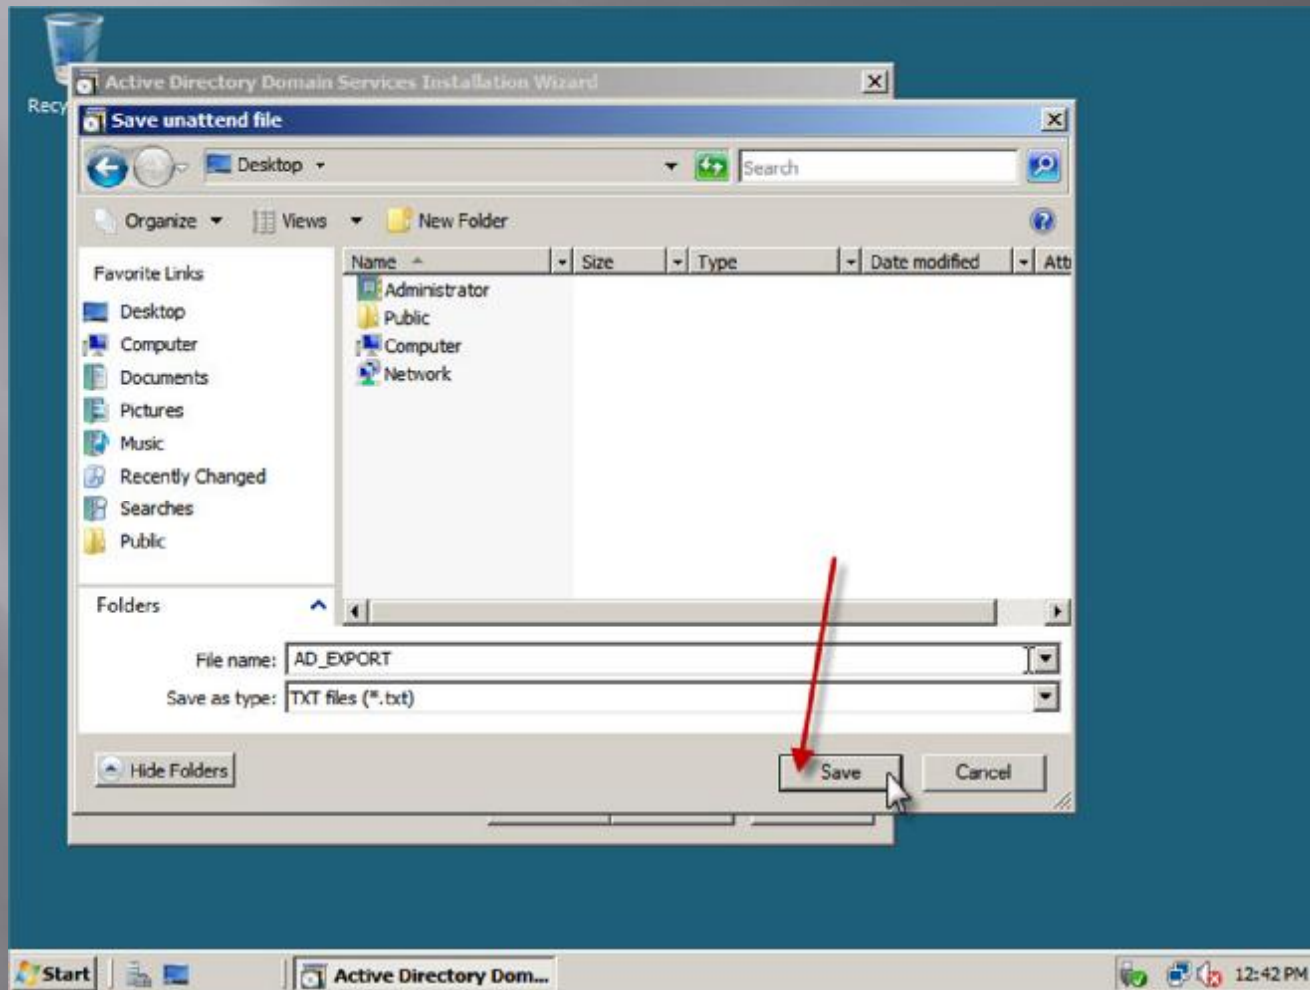 Recy
Active Directory Domain Services Installation Wizard
Save unattend file
Desktop
Search
Organize
Views
New Folder
Favorite Links
Desktop
Computer
Documents
Pictures
Music
Recently Changed
Searches
Public
Folders
Name
Size
Type
Date modified
Att
Administrator
Public
Computer
Network
File name: AD_EXPORT
Save as type: TXT files (*.txt)
Hide Folders
Save
Cancel
Start
Active Directory Dom...
12:42 PM